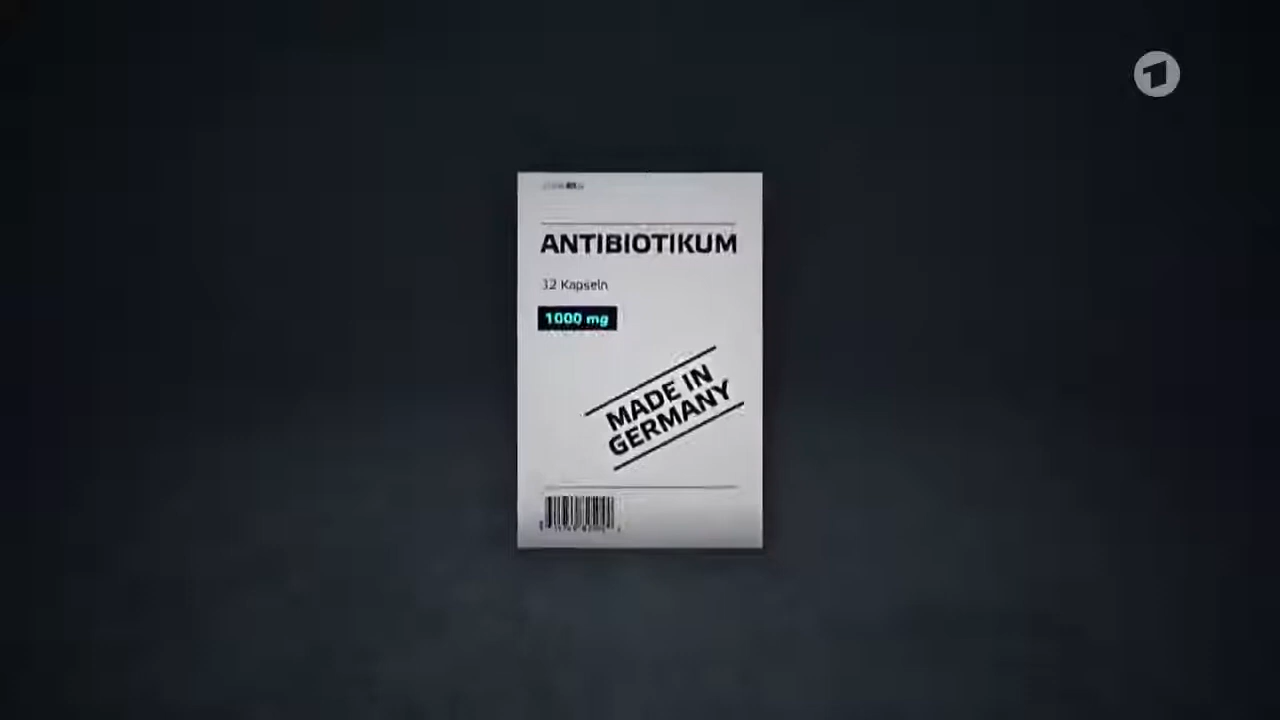 ANTIBIOTIKUM
32 Kapseln
1000 mg
MADE IN
GERMANY